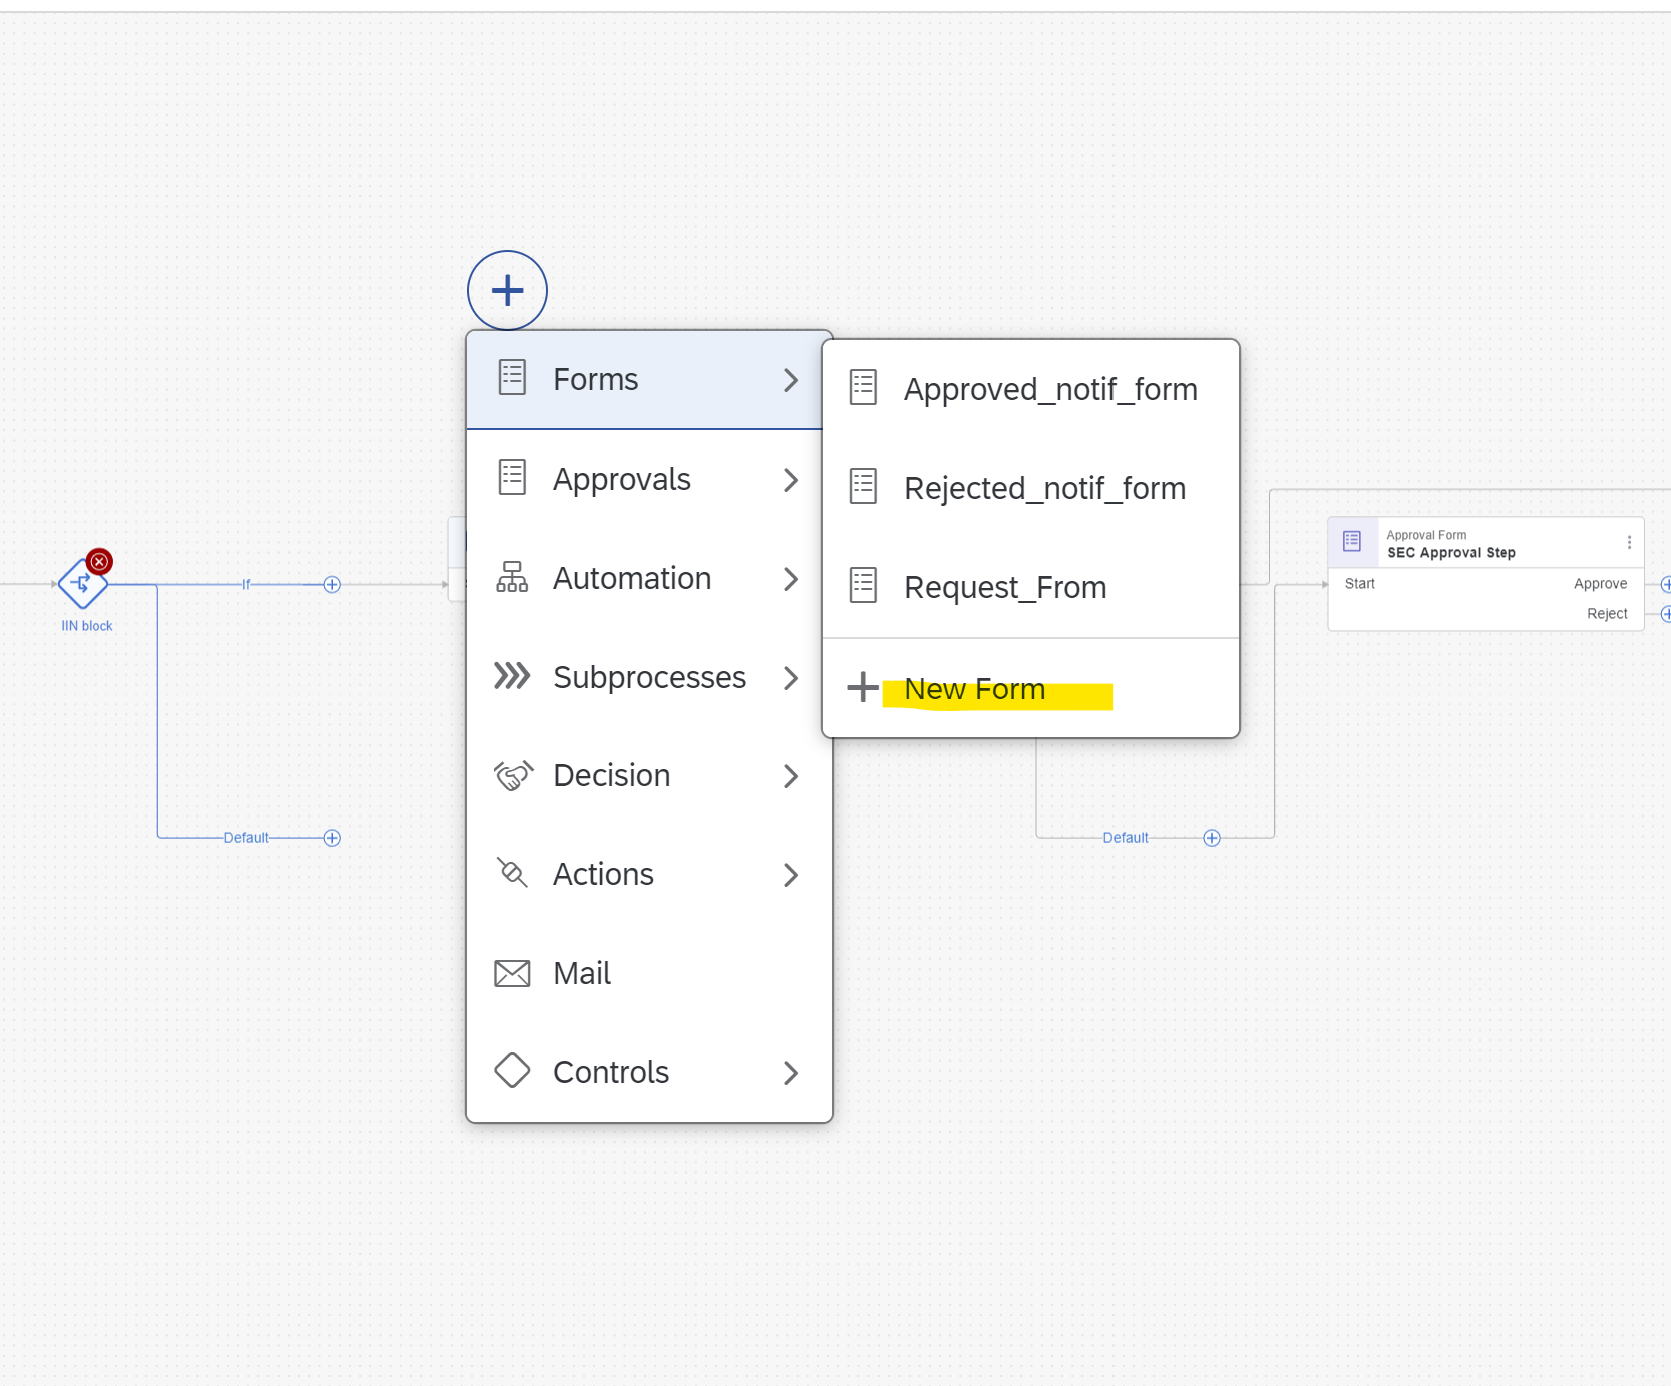 Forms
Approvals
Automation
Subprocesses
Decision
Actions
Mail
Controls
Approved_notif_form
Rejected_notif_form
Request_From
New Form
If
IIN block
Default
Default
Approval Form
SEC Approval Step
Start
Approve
Reject